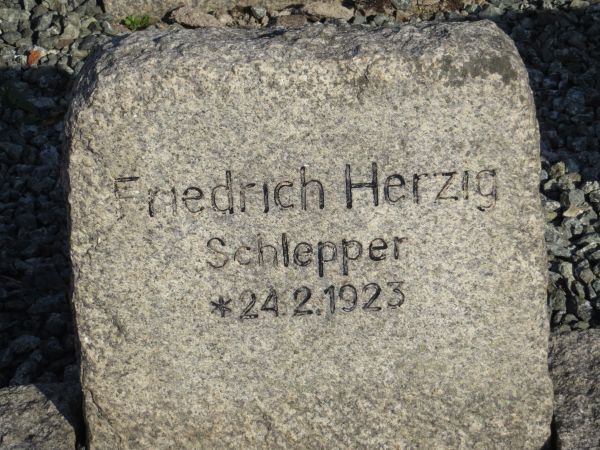 Friedrich Herzig
Schlepper
*24.2.1923